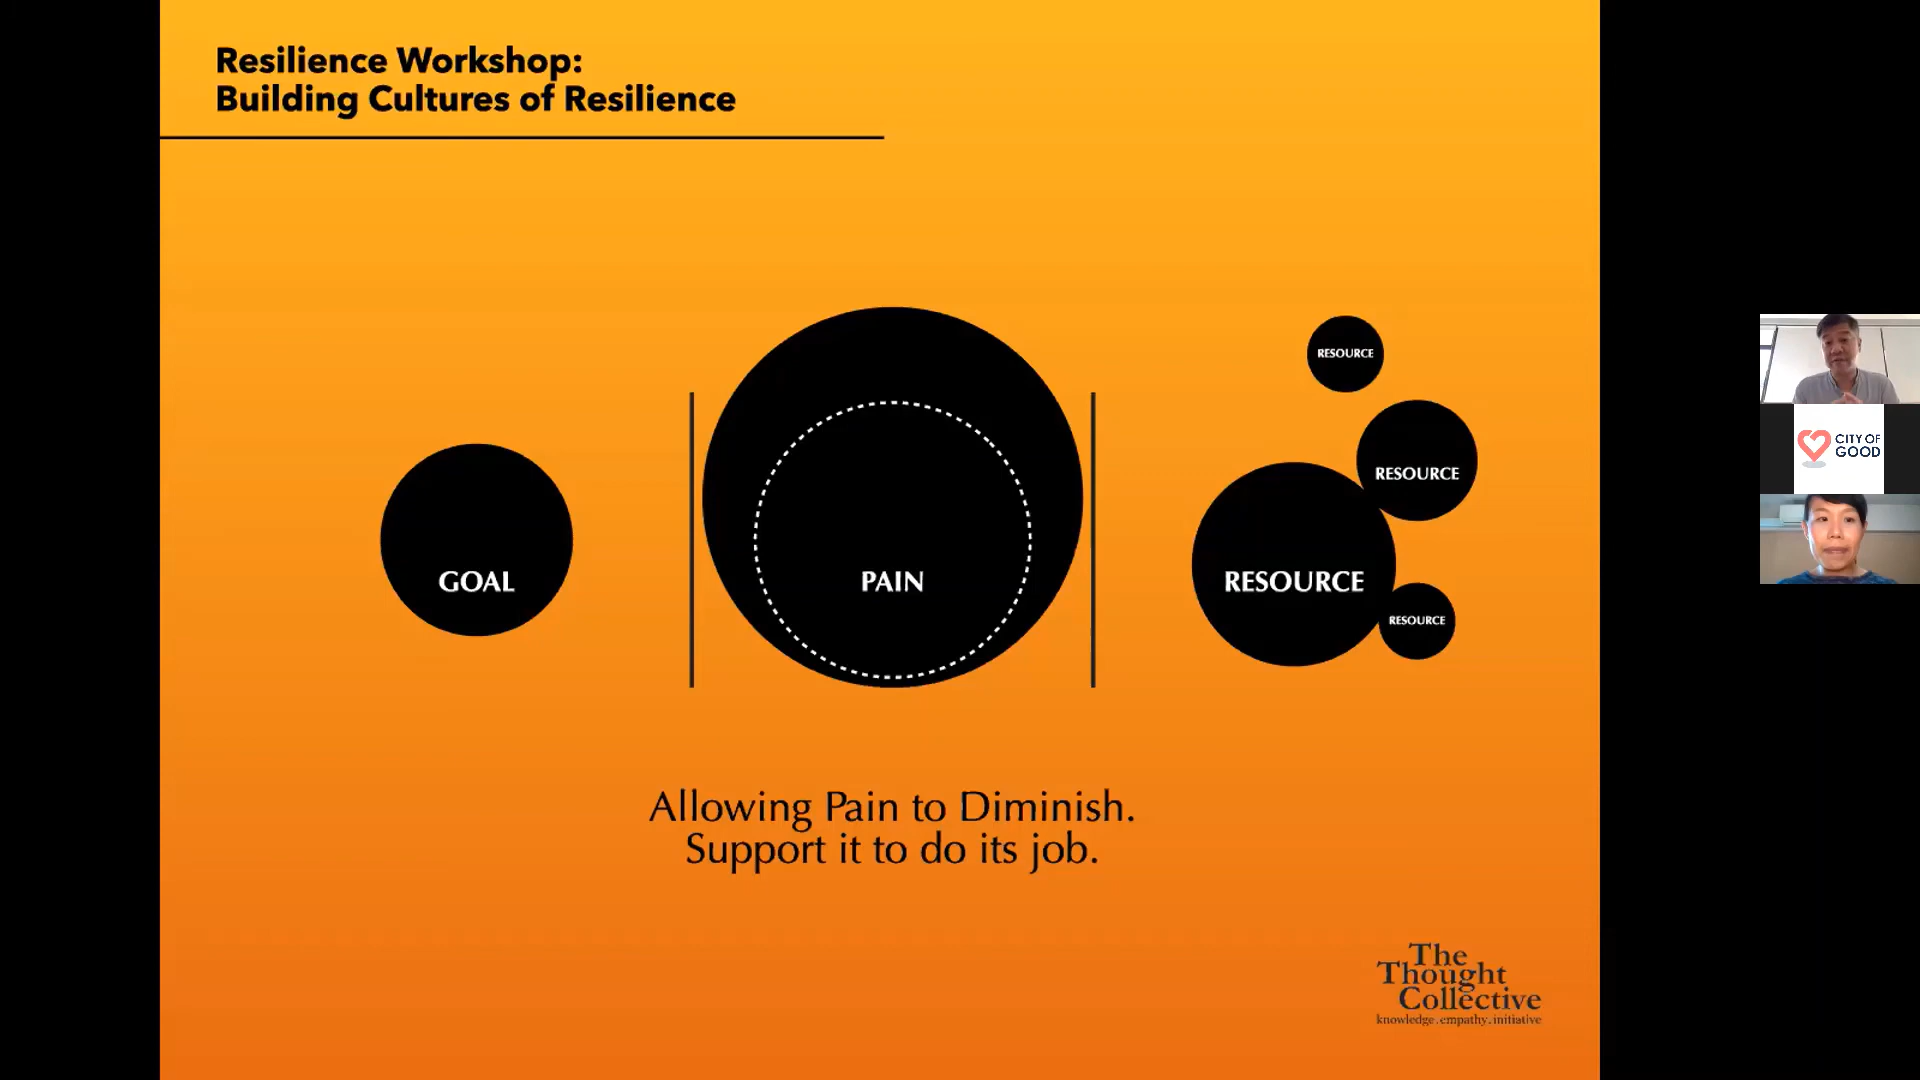 Resilience Workshop:
Building Cultures of Resilience
GOAL
PAIN
RESOURCE
RESOURCE
RESOURCE
RESOURCE
Allowing Pain to Diminish.
Support it to do its job.
The
Thought
Collective
knowledge.empathy.initiative
CITY OF
GOOD